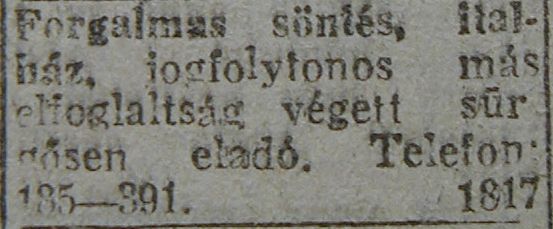 Forgalmas söntés, ital-
ház, jogfolytonos más
elfoglaltság végett sür
gősen eladó. Telefon:
185—391. 1817